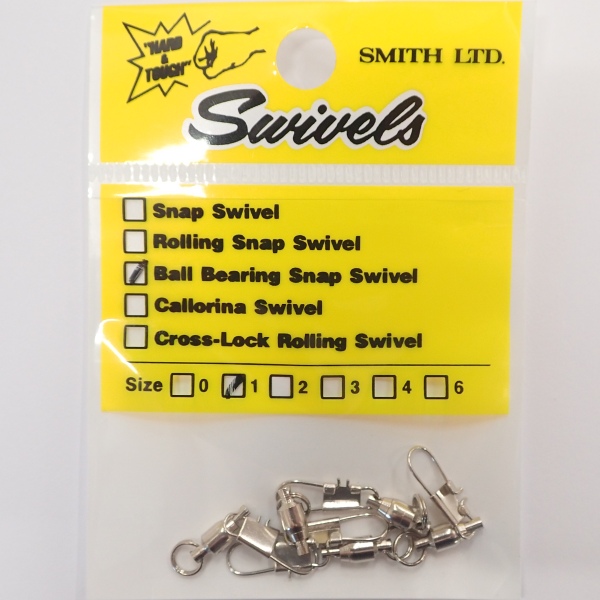 "HARD
&
TOUGH"
SMITH LTD.
Swivels
Snap Swivel
Rolling Snap Swivel
Ball Bearing Snap Swivel
Callorina Swivel
Cross-Lock Rolling Swivel
Size 0 1 2 3 4 6